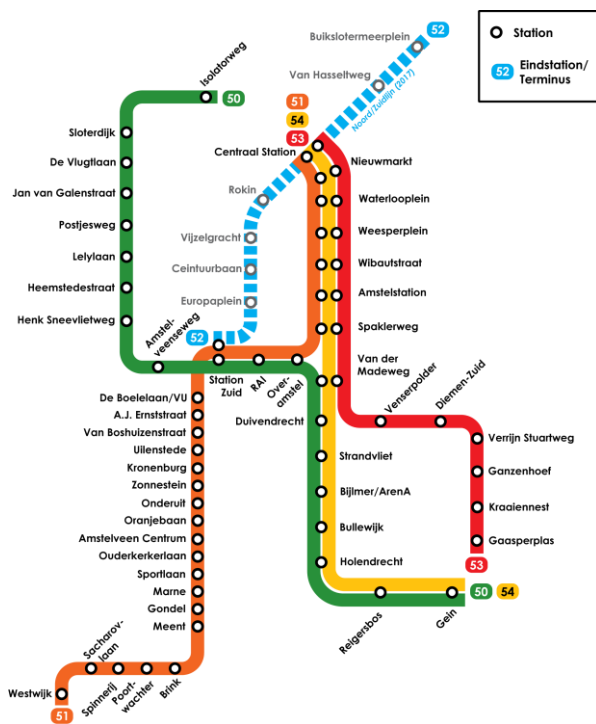 52
Buikslotermeerplein
Station
52
Eindstation/
Terminus
Van Hasseltweg
Isolatorweg
50
Noord/Zuidlijn (2017)
51
54
53
Sloterdijk
Centraal Station
De Vlugtlaan
Nieuwmarkt
Jan van Galenstraat
Rokin
Waterlooplein
Postjesweg
Vijzelgracht
Weesperplein
Lelylaan
Ceintuurbaan
Wibautstraat
Heemstedestraat
Europaplein
Amstelstation
Henk Sneevlietweg
Spaklerweg
Amstel-
veenseweg
52
Station
Zuid
RAI
Over-
amstel
Van der
Madeweg
Venserpolder
Diemen-Zuid
De Boelelaan/VU
A.J. Ernststraat
Duivendrecht
Van Boshuizenstraat
Verrijn Stuartweg
Uilenstede
Strandvliet
Kronenburg
Ganzenhoef
Zonnestein
Bijlmer/ArenA
Onderuit
Kraaiennest
Oranjebaan
Bullewijk
Amstelveen Centrum
Gaasperplas
Ouderkerkerlaan
Holendrecht
53
Sportlaan
Marne
50
54
Gondel
Reigersbos
Gein
Meent
Sacharov-
laan
Spinnerij
Poort-
wachter
Brink
Westwijk
51